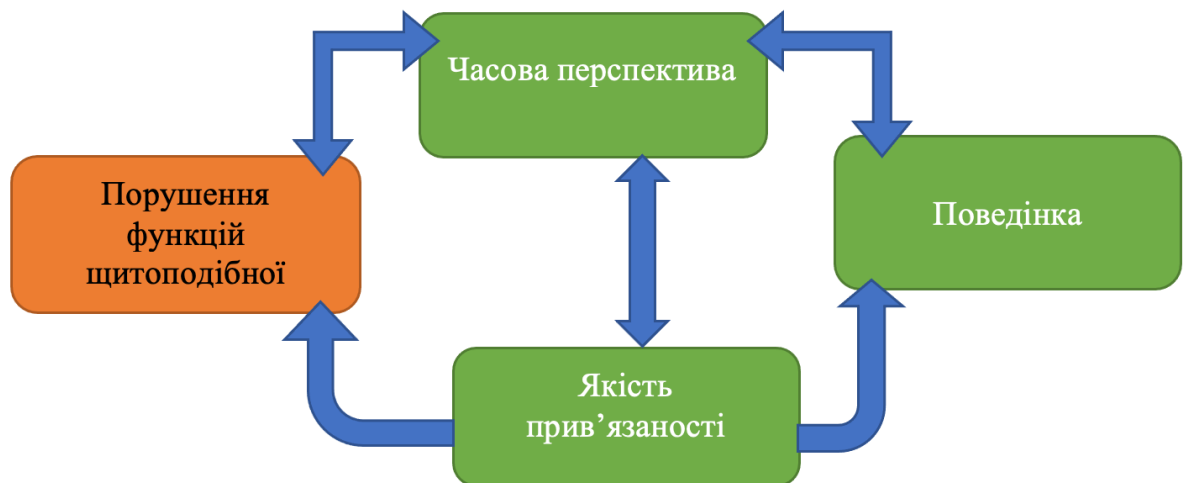 Часова перспектива
Порушення
функцій
щитоподібної
Поведінка
Якість
прив’язаності